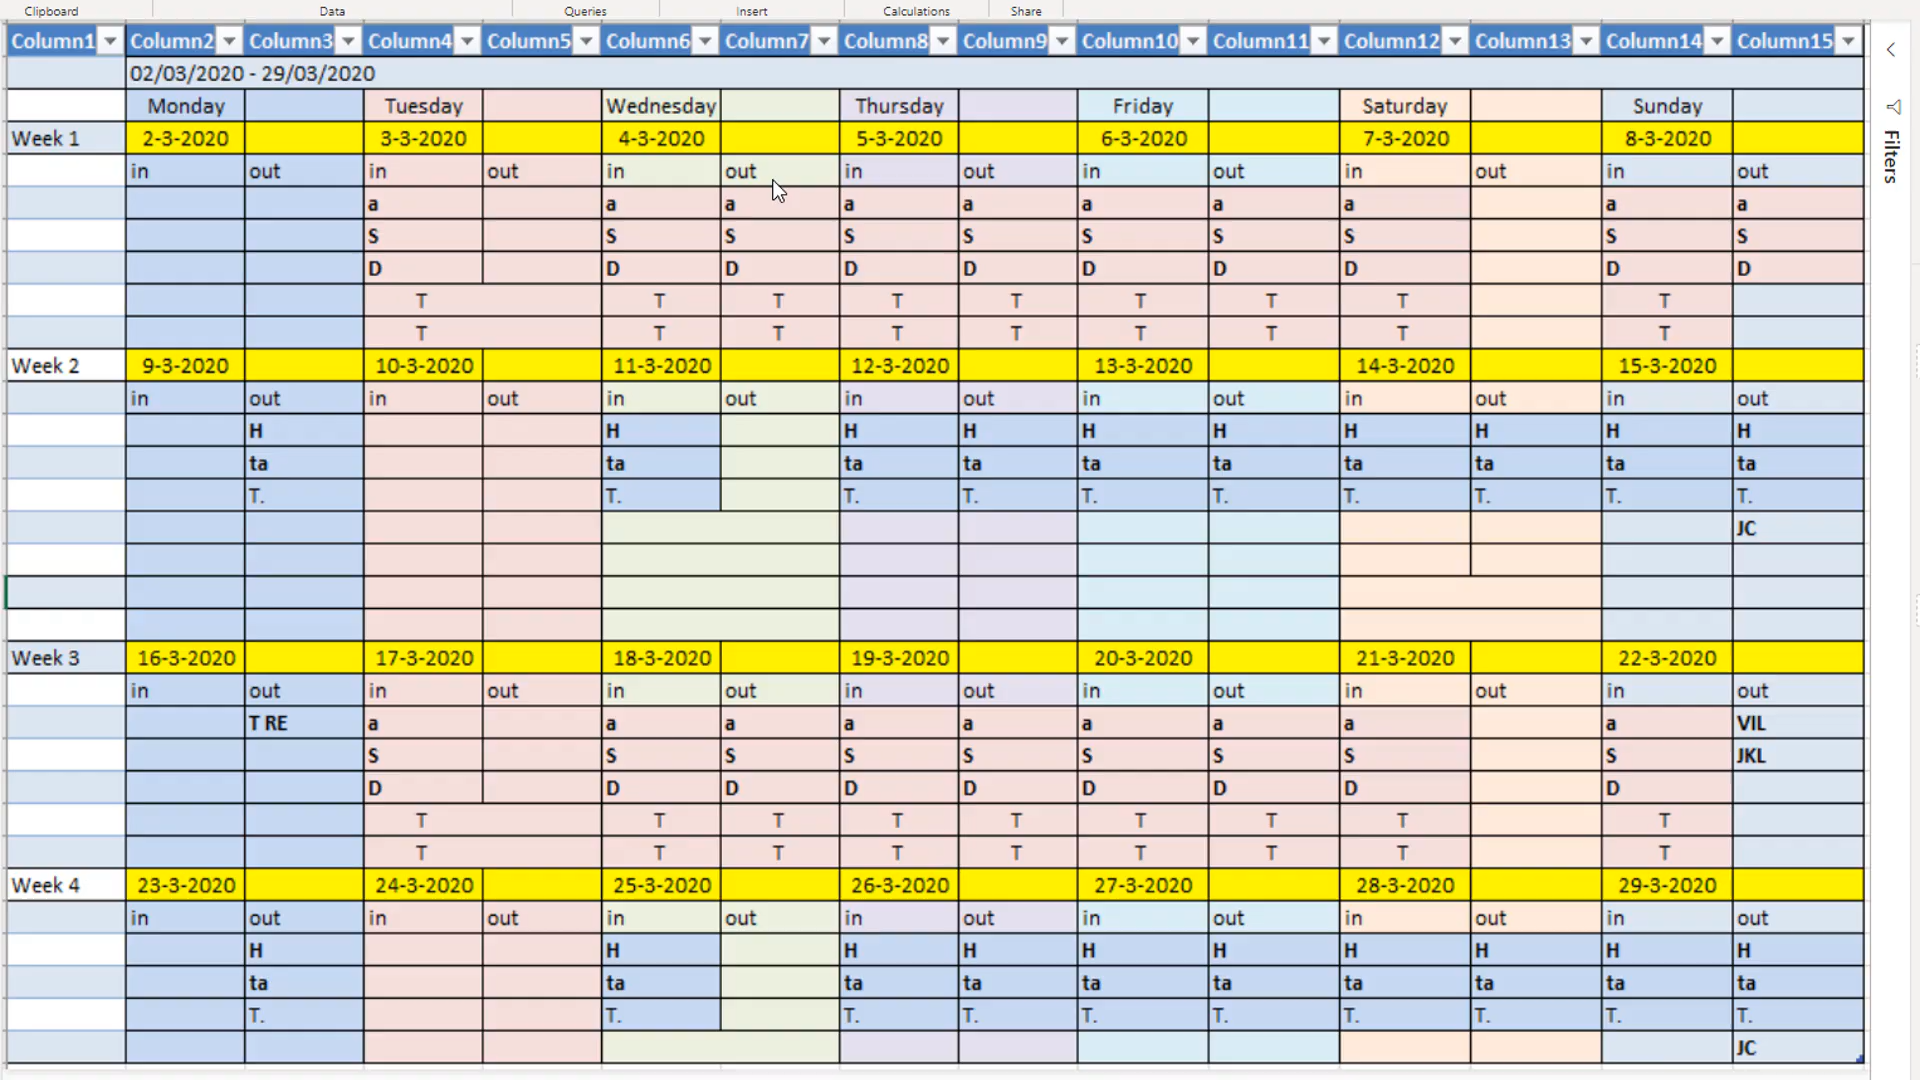 Clipboard Data Queries Insert Calculations Share
Column1 Column2 Column3 Column4 Column5 Column6 Column7 Column8 Column9 Column10 Column11 Column12 Column13 Column14 Column15
02/03/2020 - 29/03/2020
Monday Tuesday Wednesday Thursday Friday Saturday Sunday
Week 1 2-3-2020 3-3-2020 4-3-2020 5-3-2020 6-3-2020 7-3-2020 8-3-2020
in out in out in out in out in out in out in out
a a a a a a a a a a
S S S S S S S S S S
D D D D D D D D D D
T T T T T T T T T
T T T T T T T T T
Week 2 9-3-2020 10-3-2020 11-3-2020 12-3-2020 13-3-2020 14-3-2020 15-3-2020
in out in out in out in out in out in out in out
H H H H H H H H H H
ta ta ta ta ta ta ta ta ta ta
T. T. T. T. T. T. T. T. T. T.
JC
Week 3 16-3-2020 17-3-2020 18-3-2020 19-3-2020 20-3-2020 21-3-2020 22-3-2020
in out in out in out in out in out in out in out
T RE a a a a a a a a a VIL
S S S S S S S S S JKL
D D D D D D D D D
T T T T T T T T T
T T T T T T T T T
Week 4 23-3-2020 24-3-2020 25-3-2020 26-3-2020 27-3-2020 28-3-2020 29-3-2020
in out in out in out in out in out in out in out
H H H H H H H H H H
ta ta ta ta ta ta ta ta ta ta
T. T. T. T. T. T. T. T. T. T.
JC
Filters